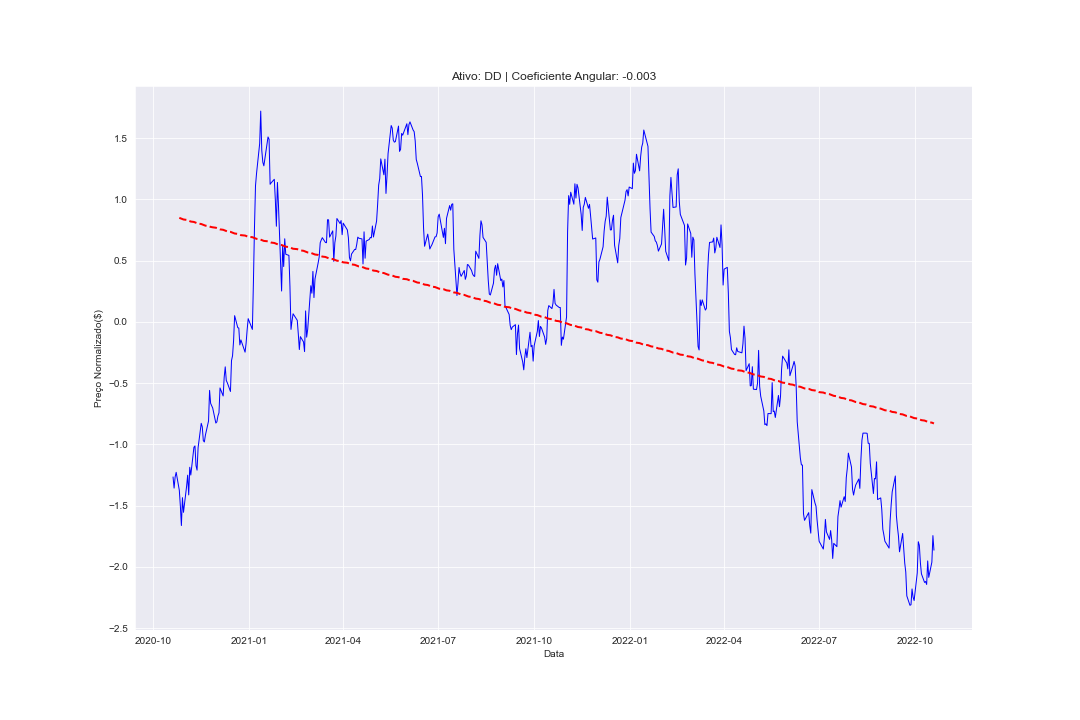 Ativo: DD | Coeficiente Angular: -0.003
Preço Normalizado($)
1.5
1.0
0.5
0.0
−0.5
−1.0
−1.5
−2.0
−2.5
2020-10 2021-01 2021-04 2021-07 2021-10 2022-01 2022-04 2022-07 2022-10
Data